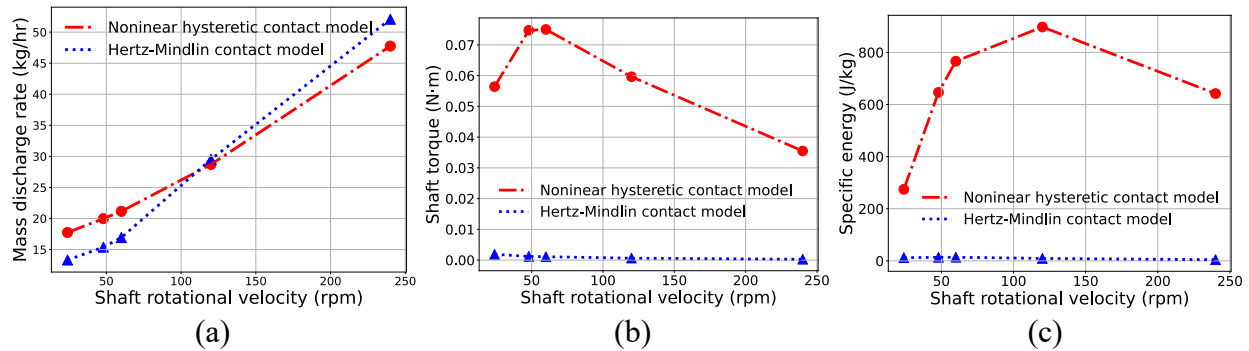 Mass discharge rate (kg/hr)
50
45
40
35
30
25
20
15
Noninear hysteretic contact model
Hertz-Mindlin contact model
50
100
150
200
250
Shaft rotational velocity (rpm)
(a)
Shaft torque (N·m)
0.07
0.06
0.05
0.04
0.03
0.02
0.01
0.00
Noninear hysteretic contact model
Hertz-Mindlin contact model
50
100
150
200
250
Shaft rotational velocity (rpm)
(b)
Specific energy (J/kg)
800
600
400
200
0
Noninear hysteretic contact model
Hertz-Mindlin contact model
50
100
150
200
250
Shaft rotational velocity (rpm)
(c)